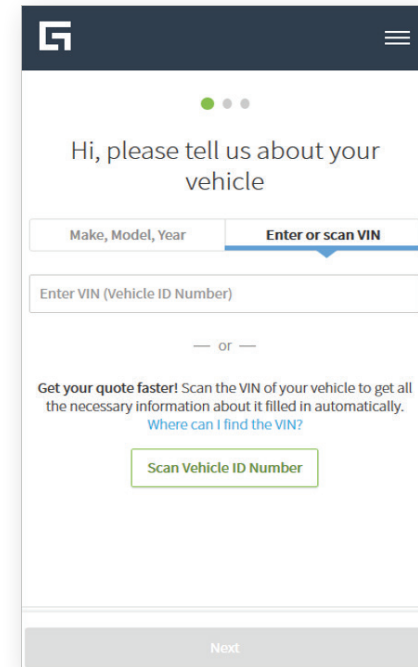 Hi, please tell us about your
vehicle
Make, Model, Year
Enter or scan VIN
Enter VIN (Vehicle ID Number)
— or —
Get your quote faster! Scan the VIN of your vehicle to get all
the necessary information about it filled in automatically.
Where can I find the VIN?
Scan Vehicle ID Number
Next